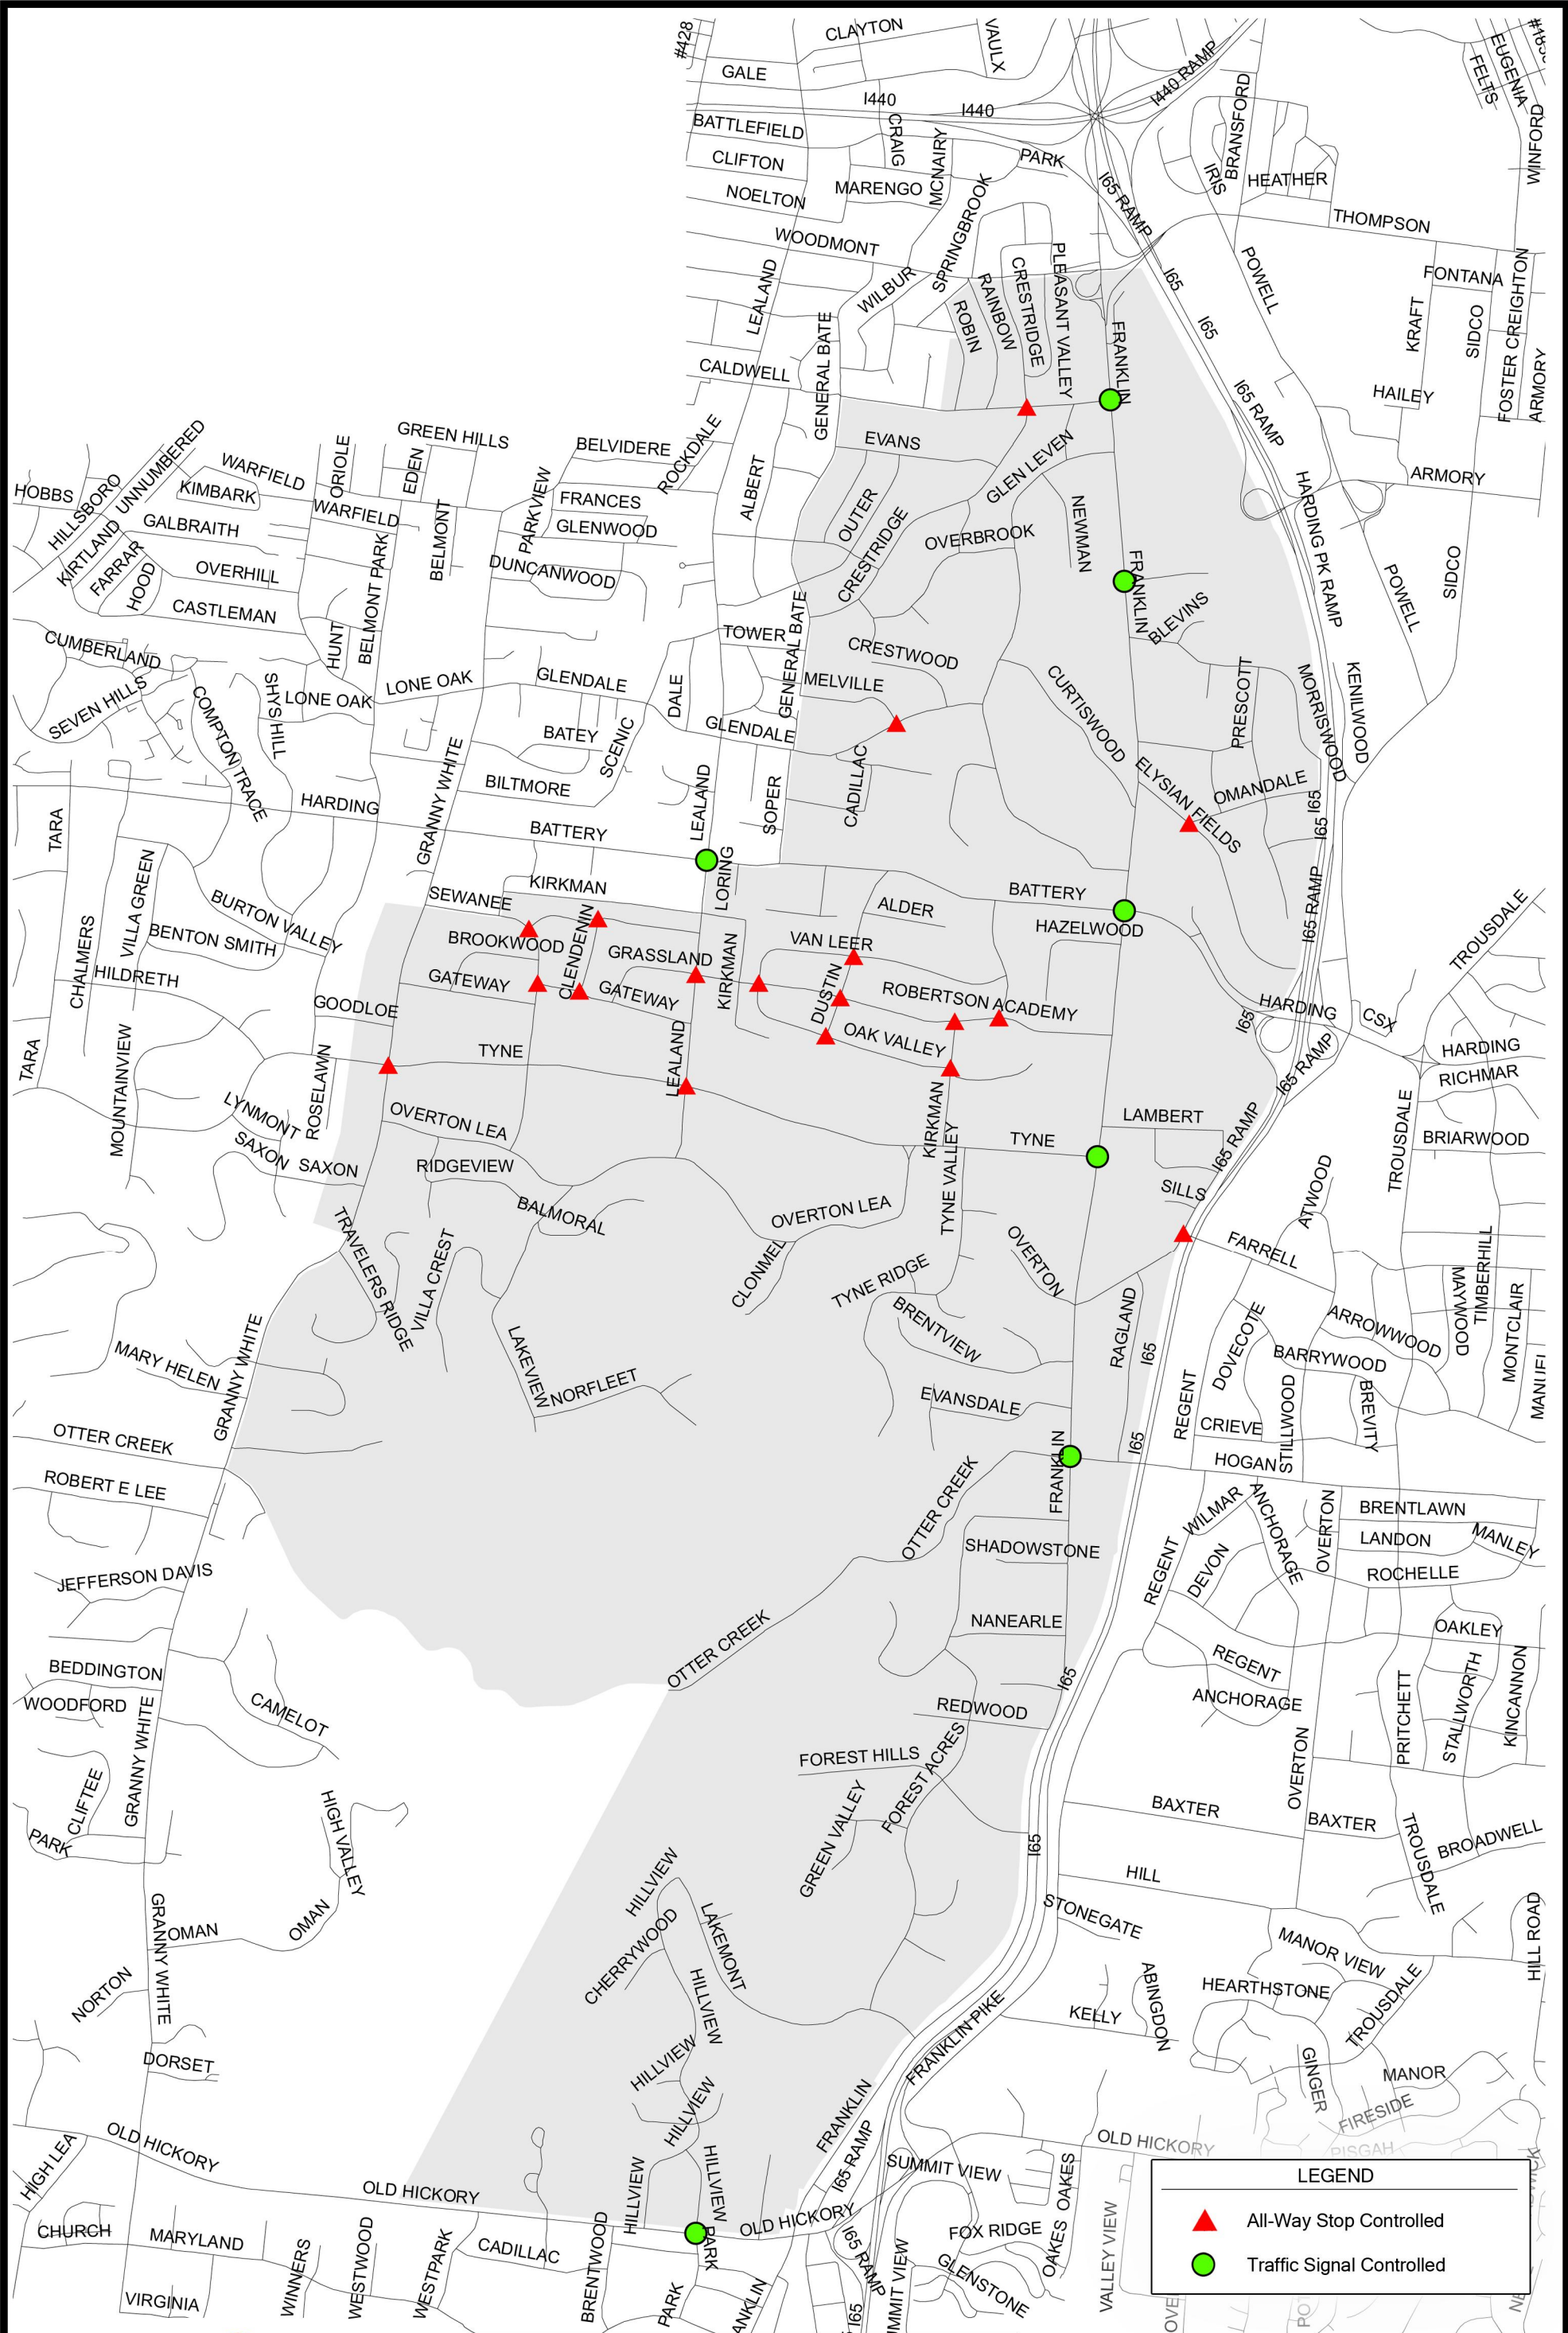 #428
CLAYTON
VAULX
GALE
I440
I440
I440 RAMP
EUGENIA
FELTS
WINFORD
BATTLEFIELD
CRAIG
MCNAIRY
PARK
BRANSFORD
IRIS
HEATHER
CLIFTON
MARENGO
NOELTON
SPRINGBROOK
I65 RAMP
THOMPSON
WOODMONT
LEALAND
WILBUR
ROBIN
RAINBOW
CRESTRIDGE
PLEASANT VALLEY
FRANKLIN
I65
POWELL
FONTANA
KRAFT
SIDCO
FOSTER CREIGHTON
ARMORY
GENERAL BATE
I65
CALDWELL
I65 RAMP
HAILEY
EVANS
GLEN LEVEN
ARMORY
HILLSBORO
UNNUMBERED
WARFIELD
ORIOLE
EDEN
GREEN HILLS
BELVIDERE
ROCKDALE
ALBERT
HOBBS
KIMBARK
WARFIELD
PARKVIEW
FRANCES
GLENWOOD
OUTER
CRESTRIDGE
OVERBROOK
NEWMAN
HARDING PK RAMP
GALBRAITH
KIRTLAND
FARRAR
HOOD
OVERHILL
CASTLEMAN
HUNT
BELMONT PARK
BELMONT
DUNCANWOOD
FRANKLIN
BLEVINS
POWELL
SIDCO
CUMBERLAND
SEVEN HILLS
SHYS HILL
LONE OAK
LONE OAK
GLENDALE
DALE
TOWER
GENERAL BATE
MELVILLE
CRESTWOOD
CURTISWOOD
PRESCOTT
MORRISWOOD
KENILWOOD
COMPTON TRACE
BATEY
SCENIC
GLENDALE
BILTMORE
HARDING
GRANNY WHITE
LEALAND
SOPER
CADILLAC
ELYSIAN FIELDS
OMANDALE
I65
I65
TARA
BATTERY
CHALMERS
VILLA GREEN
BURTON VALLEY
BENTON SMITH
HILDRETH
SEWANEE
KIRKMAN
LORING
BATTERY
ALDER
HAZELWOOD
I65 RAMP
TROUSDALE
BROOKWOOD
CLENDENIN
GRASSLAND
KIRKMAN
VAN LEER
GATEWAY
GATEWAY
DUSTIN
ROBERTSON ACADEMY
GOODLOE
OAK VALLEY
I65
HARDING
CSX
TARA
MOUNTAINVIEW
ROSELAWN
TYNE
LEALAND
I65 RAMP
HARDING
RICHMAR
LYNMONT
SAXON
SAXON
OVERTON LEA
RIDGEVIEW
KIRKMAN
TYNE
LAMBERT
I65 RAMP
TROUSDALE
BRIARWOOD
BALMORAL
OVERTON LEA
TYNE VALLEY
SILLS
ATWOOD
TRAVELERS RIDGE
VILLA CREST
CLONMEL
TYNE RIDGE
OVERTON
FARRELL
TIMBERHILL
MAYWOOD
MONTCLAIR
BRENTVIEW
RAGLAND
I65
DOVECOTE
ARROWWOOD
BARRYWOOD
MARY HELEN
GRANNY WHITE
LAKEVIEW
NORFLEET
EVANSDALE
REGENT
CRIEVE
STILLWOOD
BREVITY
OTTER CREEK
FRANKLIN
I65
HOGAN
ROBERT E LEE
OTTER CREEK
SHADOWSTONE
WILMAR
ANCHORAGE
OVERTON
BRENTLAWN
LANDON
MANLEY
JEFFERSON DAVIS
REGENT
DEVON
ROCHELLE
OTTER CREEK
NANEARLE
OAKLEY
BEDDINGTON
WOODFORD
CAMELOT
GRANNY WHITE
I65
REGENT
ANCHORAGE
PRITCHETT
STALLWORTH
KINCANNON
REDWOOD
FOREST HILLS
FOREST ACRES
OVERTON
CLIFTEE
PARK
HIGH VALLEY
GREEN VALLEY
BAXTER
BAXTER
TROUSDALE
BROADWELL
I65
HILL
OMAN
OMAN
HILLVIEW
CHERRYWOOD
LAKEMONT
STONEGATE
MANOR VIEW
HILL ROAD
GRANNY WHITE
NORTON
HILLVIEW
ABINGDON
HEARTHSTONE
TROUSDALE
KELLY
FRANKLIN PIKE
DORSET
HILLVIEW
GINGER
MANOR
HILLVIEW
FRANKLIN
FIRESIDE
OLD HICKORY
HIGH LEA
I65 RAMP
OLD HICKORY
PISGAH
HILLVIEW
HILLVIEW
SUMMIT VIEW
OLD HICKORY
OLD HICKORY
OAKES
OAKES
VALLEY VIEW
CHURCH
MARYLAND
CADILLAC
BRENTWOOD
PARK
FOX RIDGE
WINNERS
WESTWOOD
WESTPARK
I65 RAMP
GLENSTONE
VIRGINIA
PARK
I65
LEGEND
All-Way Stop Controlled
Traffic Signal Controlled